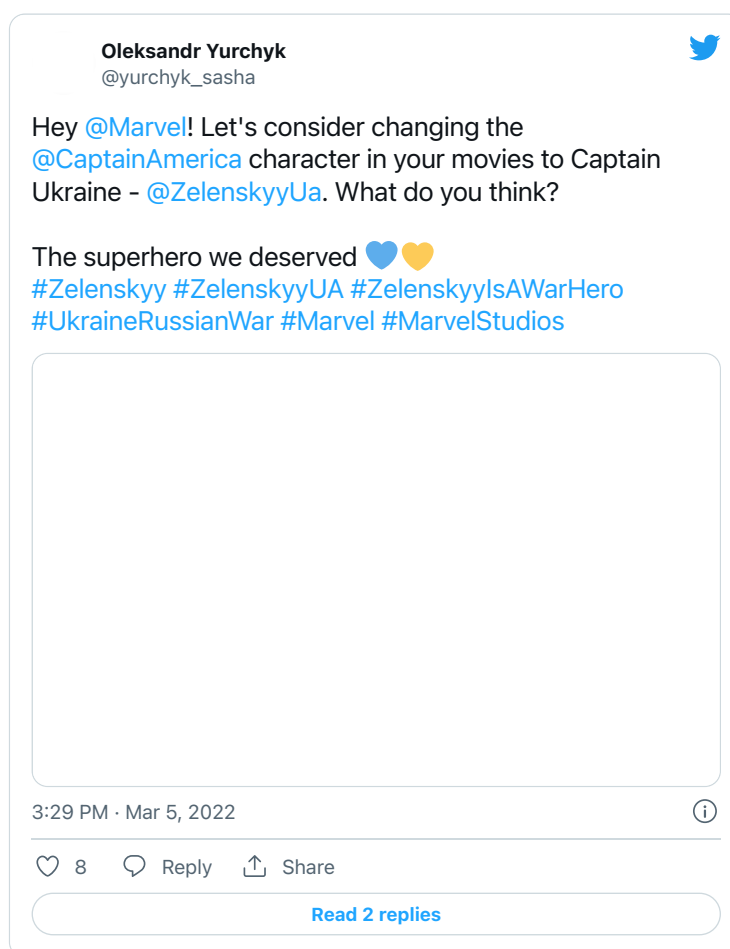 Oleksandr Yurchyk
@yurchyk_sasha
Hey @Marvel! Let's consider changing the
@CaptainAmerica character in your movies to Captain
Ukraine - @ZelenskyyUa. What do you think?
The superhero we deserved 💙💛
#Zelenskyy #ZelenskyyUA #ZelenskyyIsAWarHero
#UkraineRussianWar #Marvel #MarvelStudios
3:29 PM · Mar 5, 2022
8 Reply Share
Read 2 replies